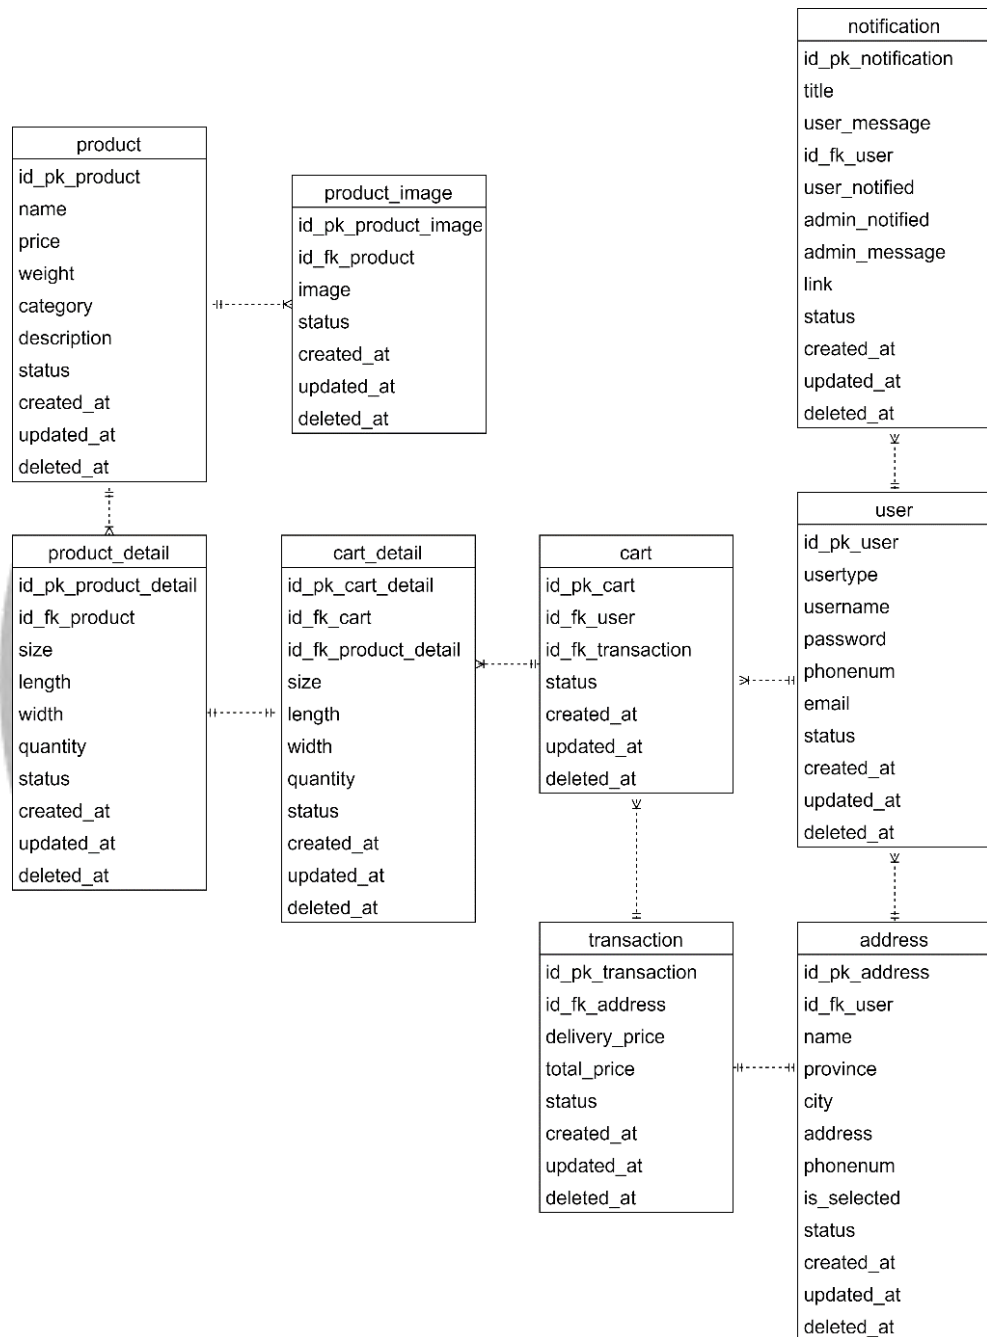 notification
id_pk_notification
title
user_message
id_fk_user
user_notified
admin_notified
admin_message
link
status
created_at
updated_at
deleted_at
product
id_pk_product
name
price
weight
category
description
status
created_at
updated_at
deleted_at
product_image
id_pk_product_image
id_fk_product
image
status
created_at
updated_at
deleted_at
product_detail
id_pk_product_detail
id_fk_product
size
length
width
quantity
status
created_at
updated_at
deleted_at
cart_detail
id_pk_cart_detail
id_fk_cart
id_fk_product_detail
size
length
width
quantity
status
created_at
updated_at
deleted_at
cart
id_pk_cart
id_fk_user
id_fk_transaction
status
created_at
updated_at
deleted_at
user
id_pk_user
usertype
username
password
phonenum
email
status
created_at
updated_at
deleted_at
transaction
id_pk_transaction
id_fk_address
delivery_price
total_price
status
created_at
updated_at
deleted_at
address
id_pk_address
id_fk_user
name
province
city
address
phonenum
is_selected
status
created_at
updated_at
deleted_at